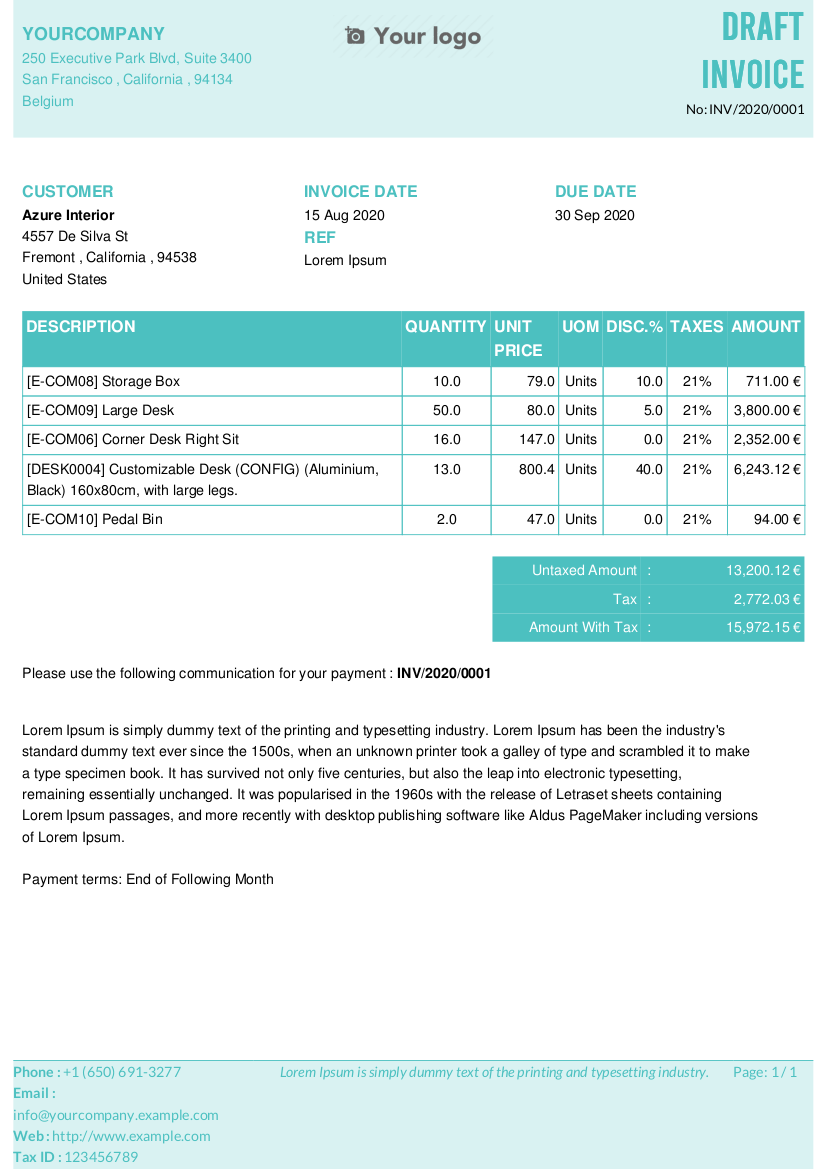 YOURCOMPANY
250 Executive Park Blvd, Suite 3400
San Francisco , California , 94134
Belgium
Your logo
DRAFT
INVOICE
No: INV/2020/0001
CUSTOMER
Azure Interior
4557 De Silva St
Fremont , California , 94538
United States
INVOICE DATE
15 Aug 2020
REF
Lorem Ipsum
DUE DATE
30 Sep 2020
DESCRIPTION QUANTITY UNIT PRICE UOM DISC.% TAXES AMOUNT
[E-COM08] Storage Box 10.0 79.0 Units 10.0 21% 711.00 €
[E-COM09] Large Desk 50.0 80.0 Units 5.0 21% 3,800.00 €
[E-COM06] Corner Desk Right Sit 16.0 147.0 Units 0.0 21% 2,352.00 €
[DESK0004] Customizable Desk (CONFIG) (Aluminium, 13.0 800.4 Units 40.0 21% 6,243.12 €
Black) 160x80cm, with large legs.
[E-COM10] Pedal Bin 2.0 47.0 Units 0.0 21% 94.00 €
Untaxed Amount : 13,200.12 €
Tax : 2,772.03 €
Amount With Tax : 15,972.15 €
Please use the following communication for your payment : INV/2020/0001
Lorem Ipsum is simply dummy text of the printing and typesetting industry. Lorem Ipsum has been the industry's
standard dummy text ever since the 1500s, when an unknown printer took a galley of type and scrambled it to make
a type specimen book. It has survived not only five centuries, but also the leap into electronic typesetting,
remaining essentially unchanged. It was popularised in the 1960s with the release of Letraset sheets containing
Lorem Ipsum passages, and more recently with desktop publishing software like Aldus PageMaker including versions
of Lorem Ipsum.
Payment terms: End of Following Month
Phone : +1 (650) 691-3277
Email :
info@yourcompany.example.com
Web : http://www.example.com
Tax ID : 123456789
Lorem Ipsum is simply dummy text of the printing and typesetting industry.
Page: 1 / 1